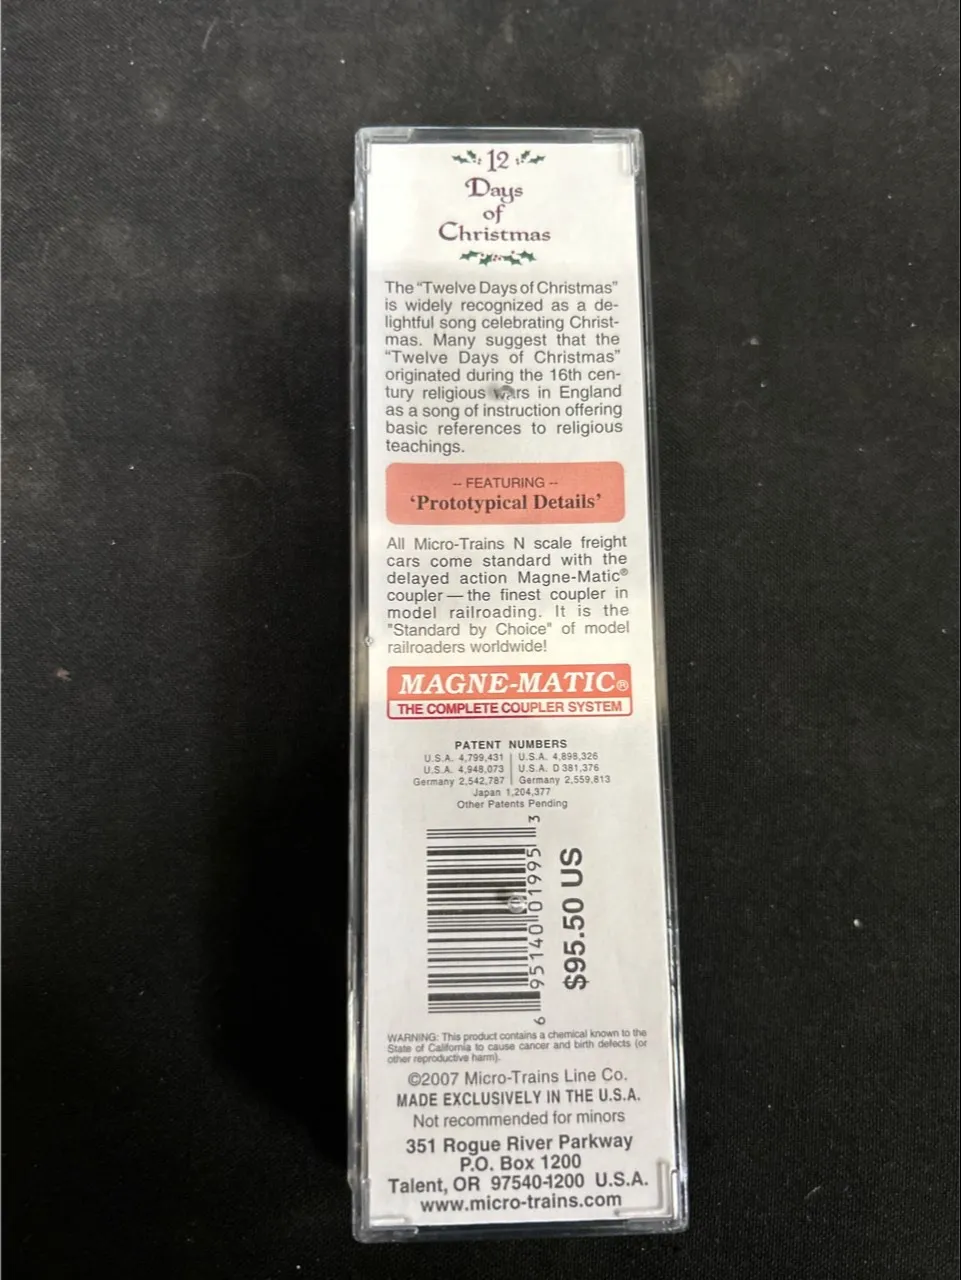 12
Days
of
Christmas
The "Twelve Days of Christmas"
is widely recognized as a de-
lightful song celebrating Christ-
mas. Many suggest that the
"Twelve Days of Christmas"
originated during the 16th cen-
tury religious wars in England
as a song of instruction offering
basic references to religious
teachings.
-- FEATURING --
'Prototypical Details'
All Micro-Trains N scale freight
cars come standard with the
delayed action Magne-Matic®
coupler — the finest coupler in
model railroading. It is the
"Standard by Choice" of model
railroaders worldwide!
MAGNE-MATIC®
THE COMPLETE COUPLER SYSTEM
PATENT NUMBERS
U.S.A. 4,799,431 | U.S.A. 4,898,326
U.S.A. 4,948,073 | U.S.A. D 381,376
Germany 2,542,787 | Germany 2,559,813
Japan 1,204,377
Other Patents Pending
6 95140 01995 3
$95.50 US
WARNING: This product contains a chemical known to the
State of California to cause cancer and birth defects (or
other reproductive harm).
©2007 Micro-Trains Line Co.
MADE EXCLUSIVELY IN THE U.S.A.
Not recommended for minors
351 Rogue River Parkway
P.O. Box 1200
Talent, OR 97540-1200 U.S.A.
www.micro-trains.com